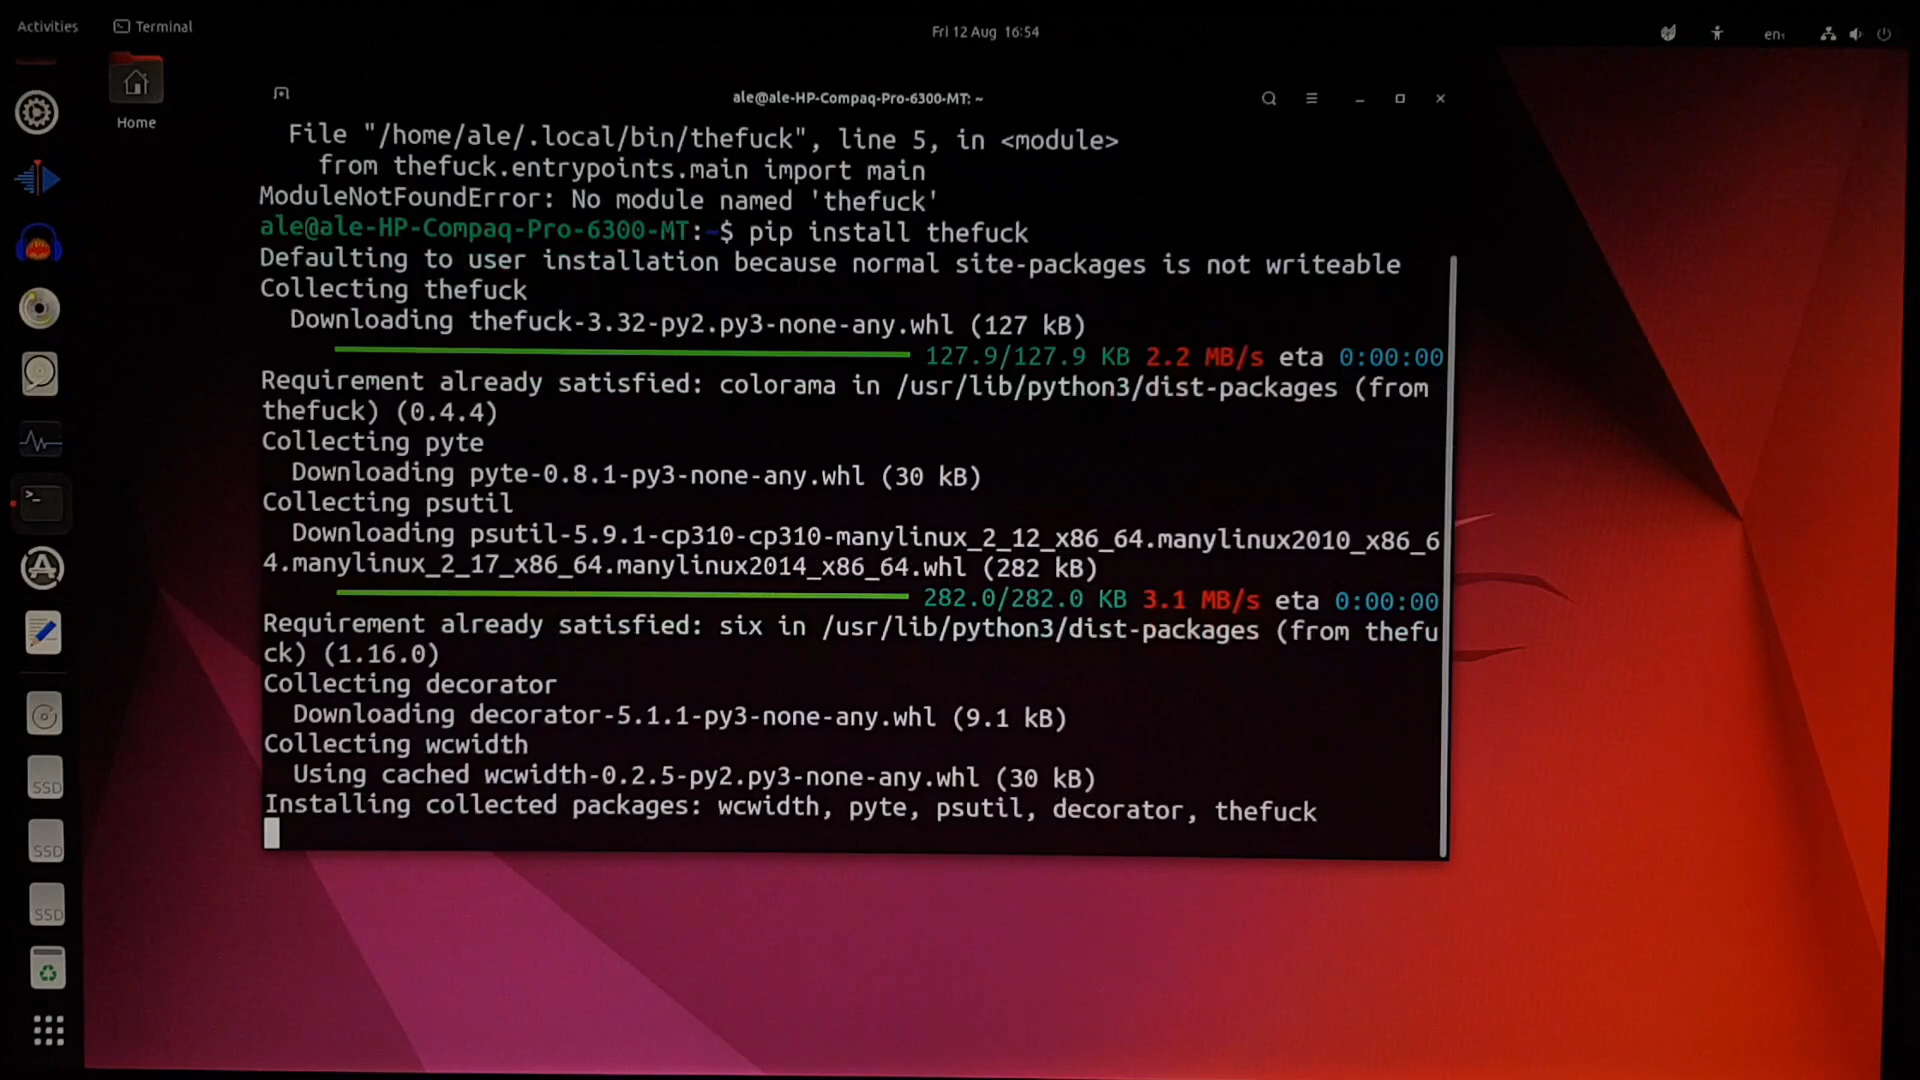 Activities
Terminal
Fri 12 Aug 16:54
en
Home
ale@ale-HP-Compaq-Pro-6300-MT: ~
File "/home/ale/.local/bin/thefuck", line 5, in <module>
from thefuck.entrypoints.main import main
ModuleNotFoundError: No module named 'thefuck'
ale@ale-HP-Compaq-Pro-6300-MT:~$ pip install thefuck
Defaulting to user installation because normal site-packages is not writeable
Collecting thefuck
Downloading thefuck-3.32-py2.py3-none-any.whl (127 kB)
127.9/127.9 KB 2.2 MB/s eta 0:00:00
Requirement already satisfied: colorama in /usr/lib/python3/dist-packages (from
thefuck) (0.4.4)
Collecting pyte
Downloading pyte-0.8.1-py3-none-any.whl (30 kB)
Collecting psutil
Downloading psutil-5.9.1-cp310-cp310-manylinux_2_12_x86_64.manylinux2010_x86_6
4.manylinux_2_17_x86_64.manylinux2014_x86_64.whl (282 kB)
282.0/282.0 KB 3.1 MB/s eta 0:00:00
Requirement already satisfied: six in /usr/lib/python3/dist-packages (from thefu
ck) (1.16.0)
Collecting decorator
Downloading decorator-5.1.1-py3-none-any.whl (9.1 kB)
Collecting wcwidth
Using cached wcwidth-0.2.5-py2.py3-none-any.whl (30 kB)
Installing collected packages: wcwidth, pyte, psutil, decorator, thefuck
SSD
SSD
SSD